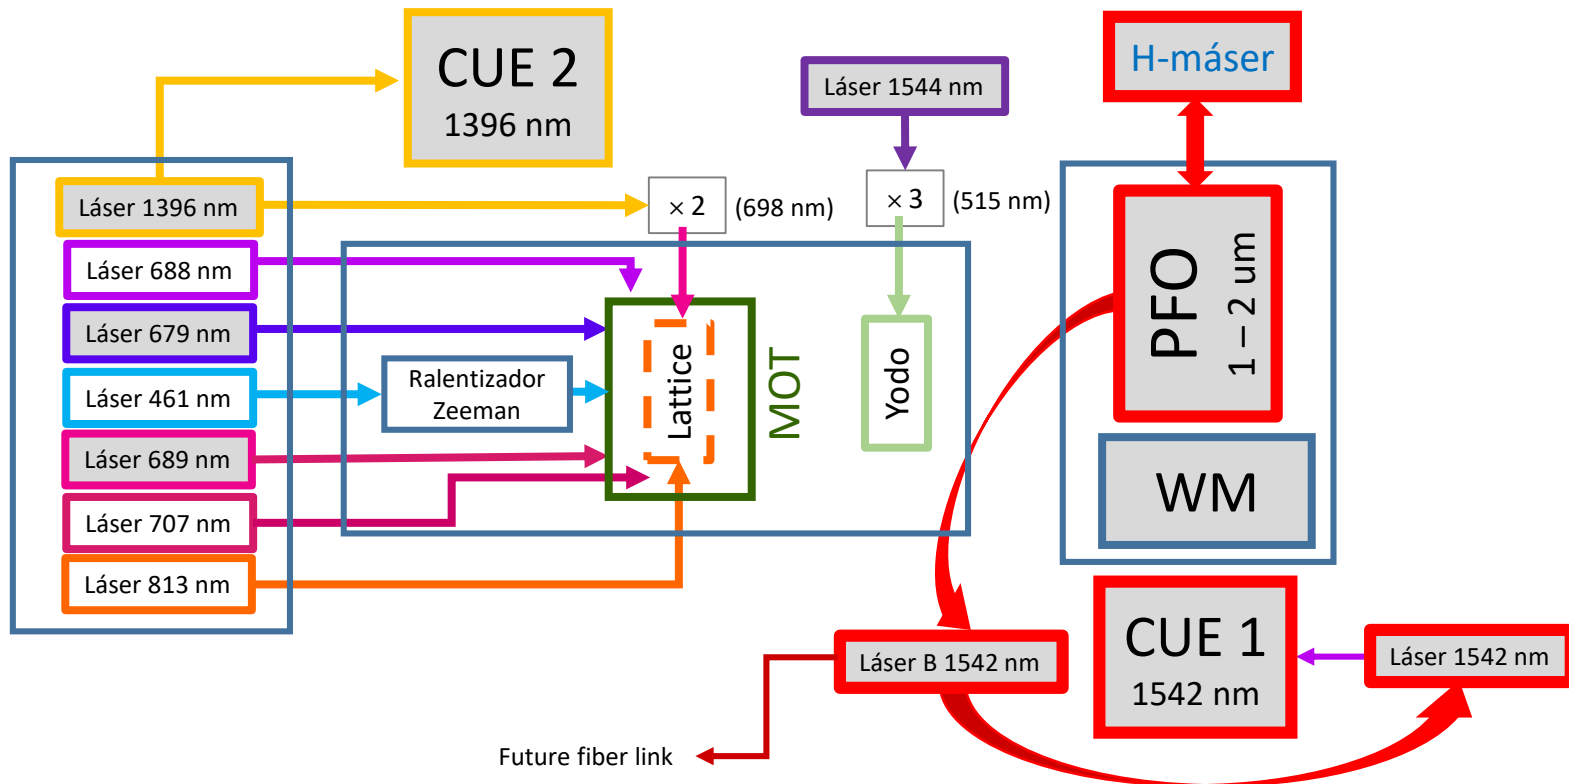 CUE 2
1396 nm
Láser 1544 nm
H-máser
Láser 1396 nm
× 2
(698 nm)
× 3
(515 nm)
Láser 688 nm
Láser 679 nm
Láser 461 nm
Láser 689 nm
Láser 707 nm
Láser 813 nm
Ralentizador
Zeeman
Lattice
MOT
Yodo
PFO
1 – 2 um
WM
CUE 1
1542 nm
Láser B 1542 nm
Láser 1542 nm
Future fiber link